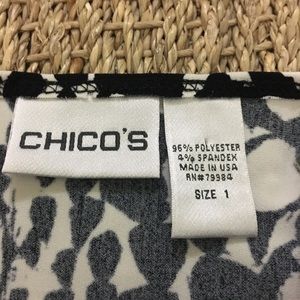 CHICO'S
96% POLYESTER
4% SPANDEX
MADE IN USA
RN#79984
SIZE 1